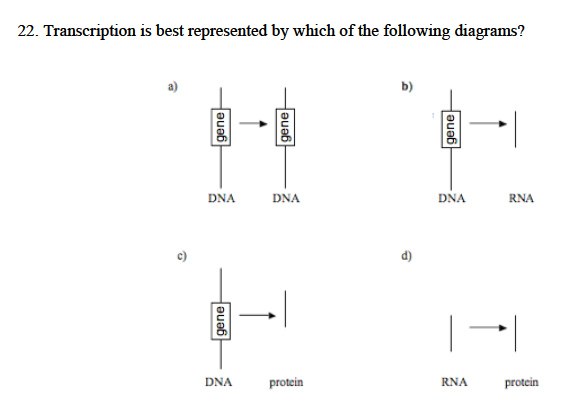 22. Transcription is best represented by which of the following diagrams?
a)
gene
gene
DNA
DNA
b)
gene
DNA
RNA
c)
gene
DNA
protein
d)
RNA
protein